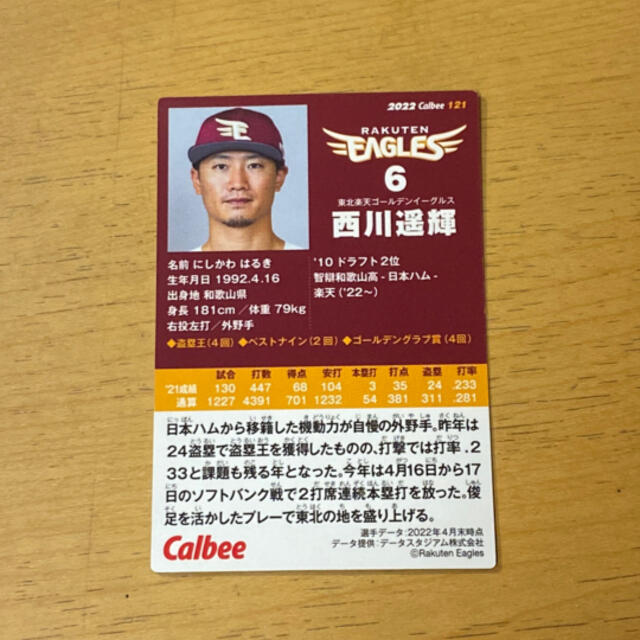 2022 Calbee 121
RAKUTEN
EAGLES
6
東北楽天ゴールデンイーグルス
西川遥輝
名前 にしかわ はるき
生年月日 1992.4.16
出身地 和歌山県
身長 181cm/体重 79kg
右投左打/外野手
'10 ドラフト2位
智辯和歌山高-日本ハム-
楽天('22~)
◆盗塁王(4回)◆ベストナイン(2回)◆ゴールデングラブ賞(4回)
試合 打数 得点 安打 本塁打 打点 盗塁 打率
'21成績 130 447 68 104 3 35 24 .233
通算 1227 4391 701 1232 54 381 311 .281
日本ハムから移籍した機動力が自慢の外野手。昨年は
24盗塁で盗塁王を獲得したものの、打撃では打率.2
33と課題も残る年となった。今年は4月16日から17
日のソフトバンク戦で2打席連続本塁打を放った。俊
足を活かしたプレーで東北の地を盛り上げる。
選手データ:2022年4月末時点
データ提供:データスタジアム株式会社
©Rakuten Eagles
Calbee